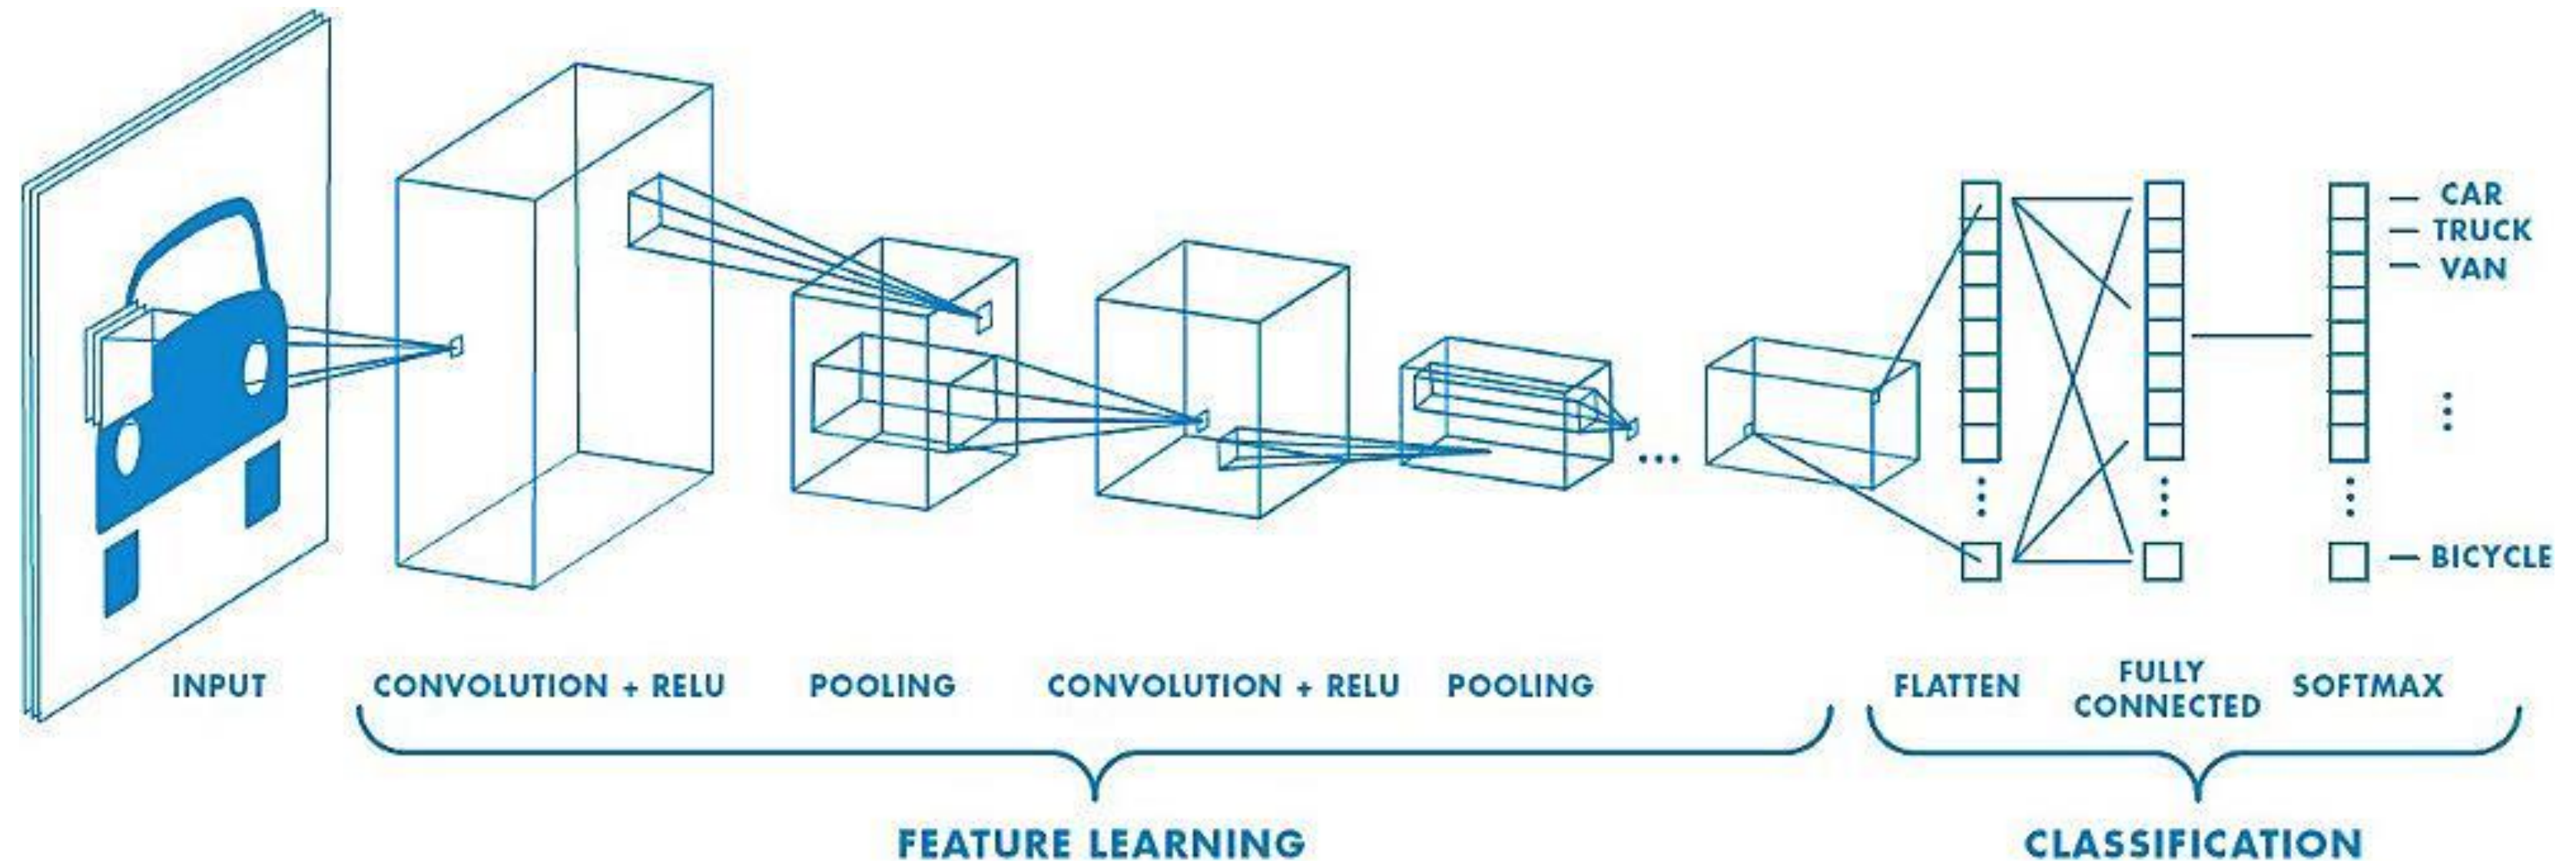 CAR
TRUCK
VAN
BICYCLE
INPUT
CONVOLUTION + RELU
POOLING
CONVOLUTION + RELU
POOLING
FLATTEN
FULLY
CONNECTED
SOFTMAX
FEATURE LEARNING
CLASSIFICATION